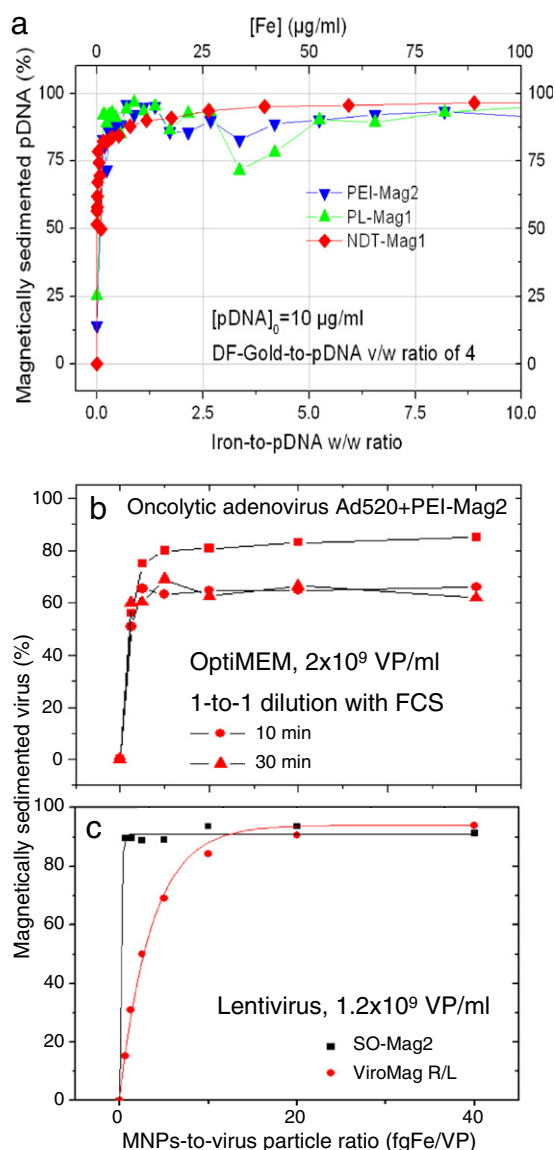 a
[Fe] (µg/ml)
0 25 50 75 100
Magnetically sedimented pDNA (%)
100 100
75 75
50 50
25 25
0 0
PEI-Mag2
PL-Mag1
NDT-Mag1
[pDNA]₀=10 µg/ml
DF-Gold-to-pDNA v/w ratio of 4
0.0 2.5 5.0 7.5 10.0
Iron-to-pDNA w/w ratio
b
Oncolytic adenovirus Ad520+PEI-Mag2
100
80
60
40
20
0
OptiMEM, 2x10⁹ VP/ml
1-to-1 dilution with FCS
10 min
30 min
Magnetically sedimented virus (%)
c
100
80
60
40
20
0
Lentivirus, 1.2x10⁹ VP/ml
SO-Mag2
ViroMag R/L
0 20 40
MNPs-to-virus particle ratio (fgFe/VP)